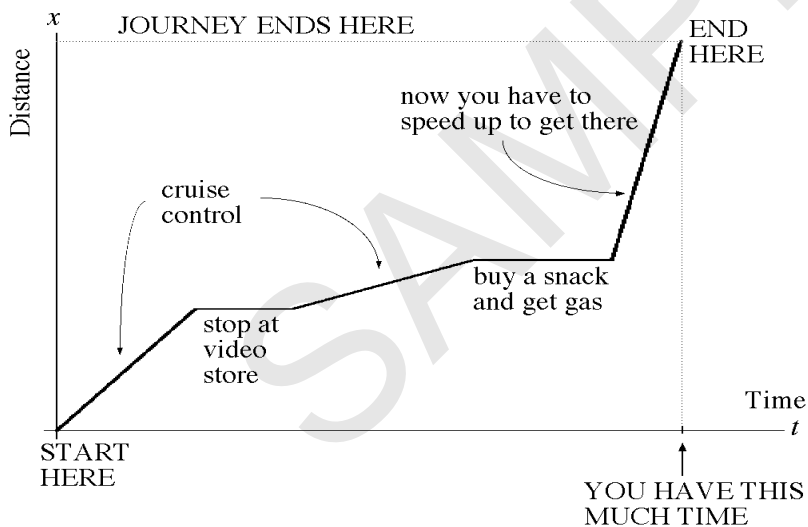 x
JOURNEY ENDS HERE
END
HERE
Distance
now you have to
speed up to get there
cruise
control
buy a snack
and get gas
stop at
video
store
Time
t
START
HERE
YOU HAVE THIS
MUCH TIME
SAMP